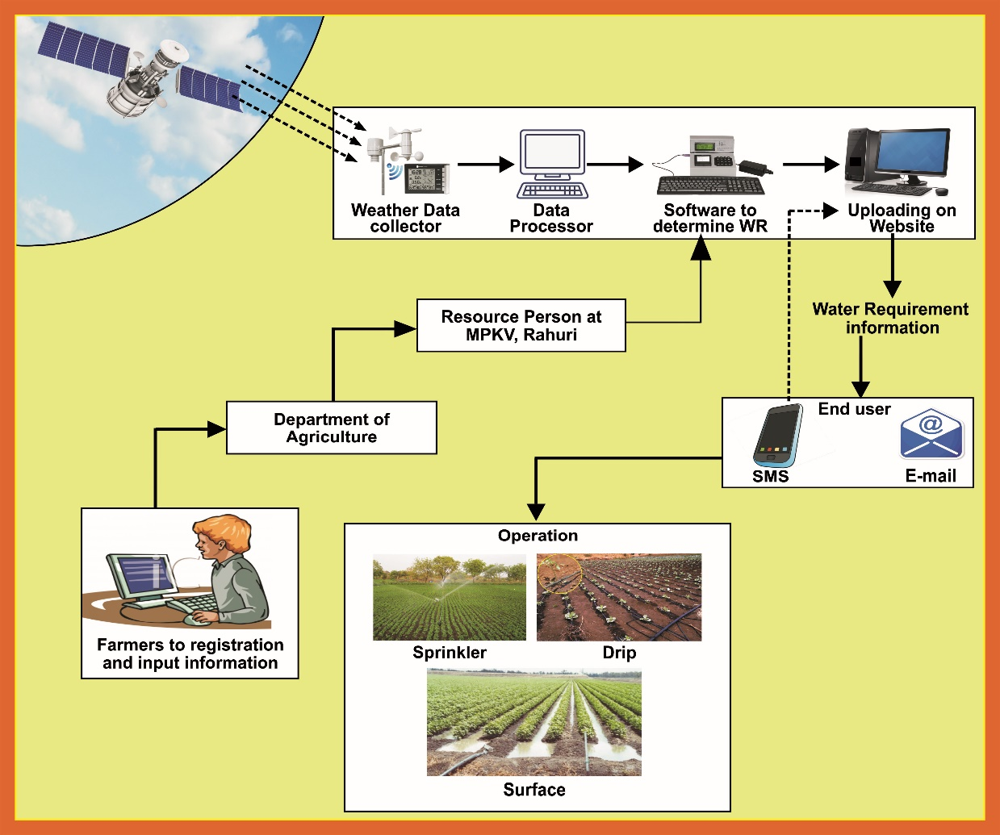 Weather Data
collector
Data
Processor
Software to
determine WR
Uploading on
Website
Water Requirement
information
Resource Person at
MPKV, Rahuri
Department of
Agriculture
End user
@
SMS
E-mail
Farmers to registration
and input information
Operation
Sprinkler
Drip
Surface